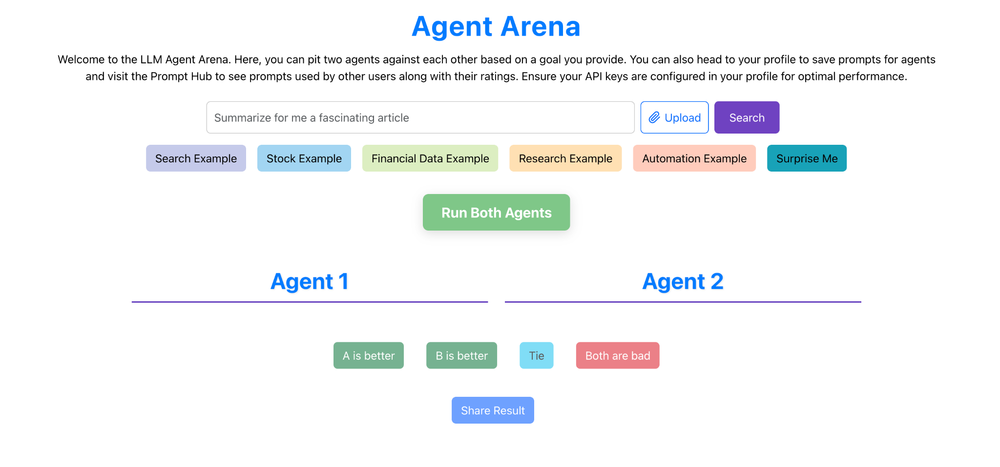 Agent Arena
Welcome to the LLM Agent Arena. Here, you can pit two agents against each other based on a goal you provide. You can also head to your profile to save prompts for agents
and visit the Prompt Hub to see prompts used by other users along with their ratings. Ensure your API keys are configured in your profile for optimal performance.
Summarize for me a fascinating article
Upload
Search
Search Example
Stock Example
Financial Data Example
Research Example
Automation Example
Surprise Me
Run Both Agents
Agent 1
Agent 2
A is better
B is better
Tie
Both are bad
Share Result